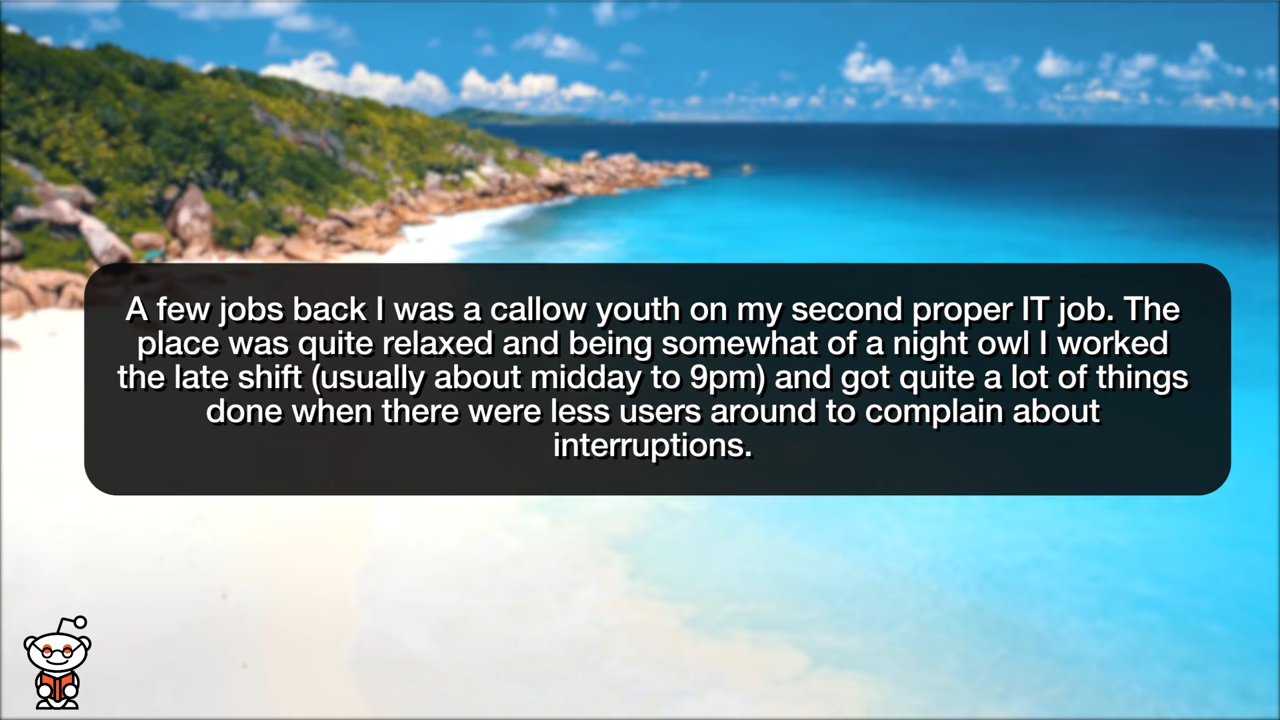 A few jobs back I was a callow youth on my second proper IT job. The
place was quite relaxed and being somewhat of a night owl I worked
the late shift (usually about midday to 9pm) and got quite a lot of things
done when there were less users around to complain about
interruptions.